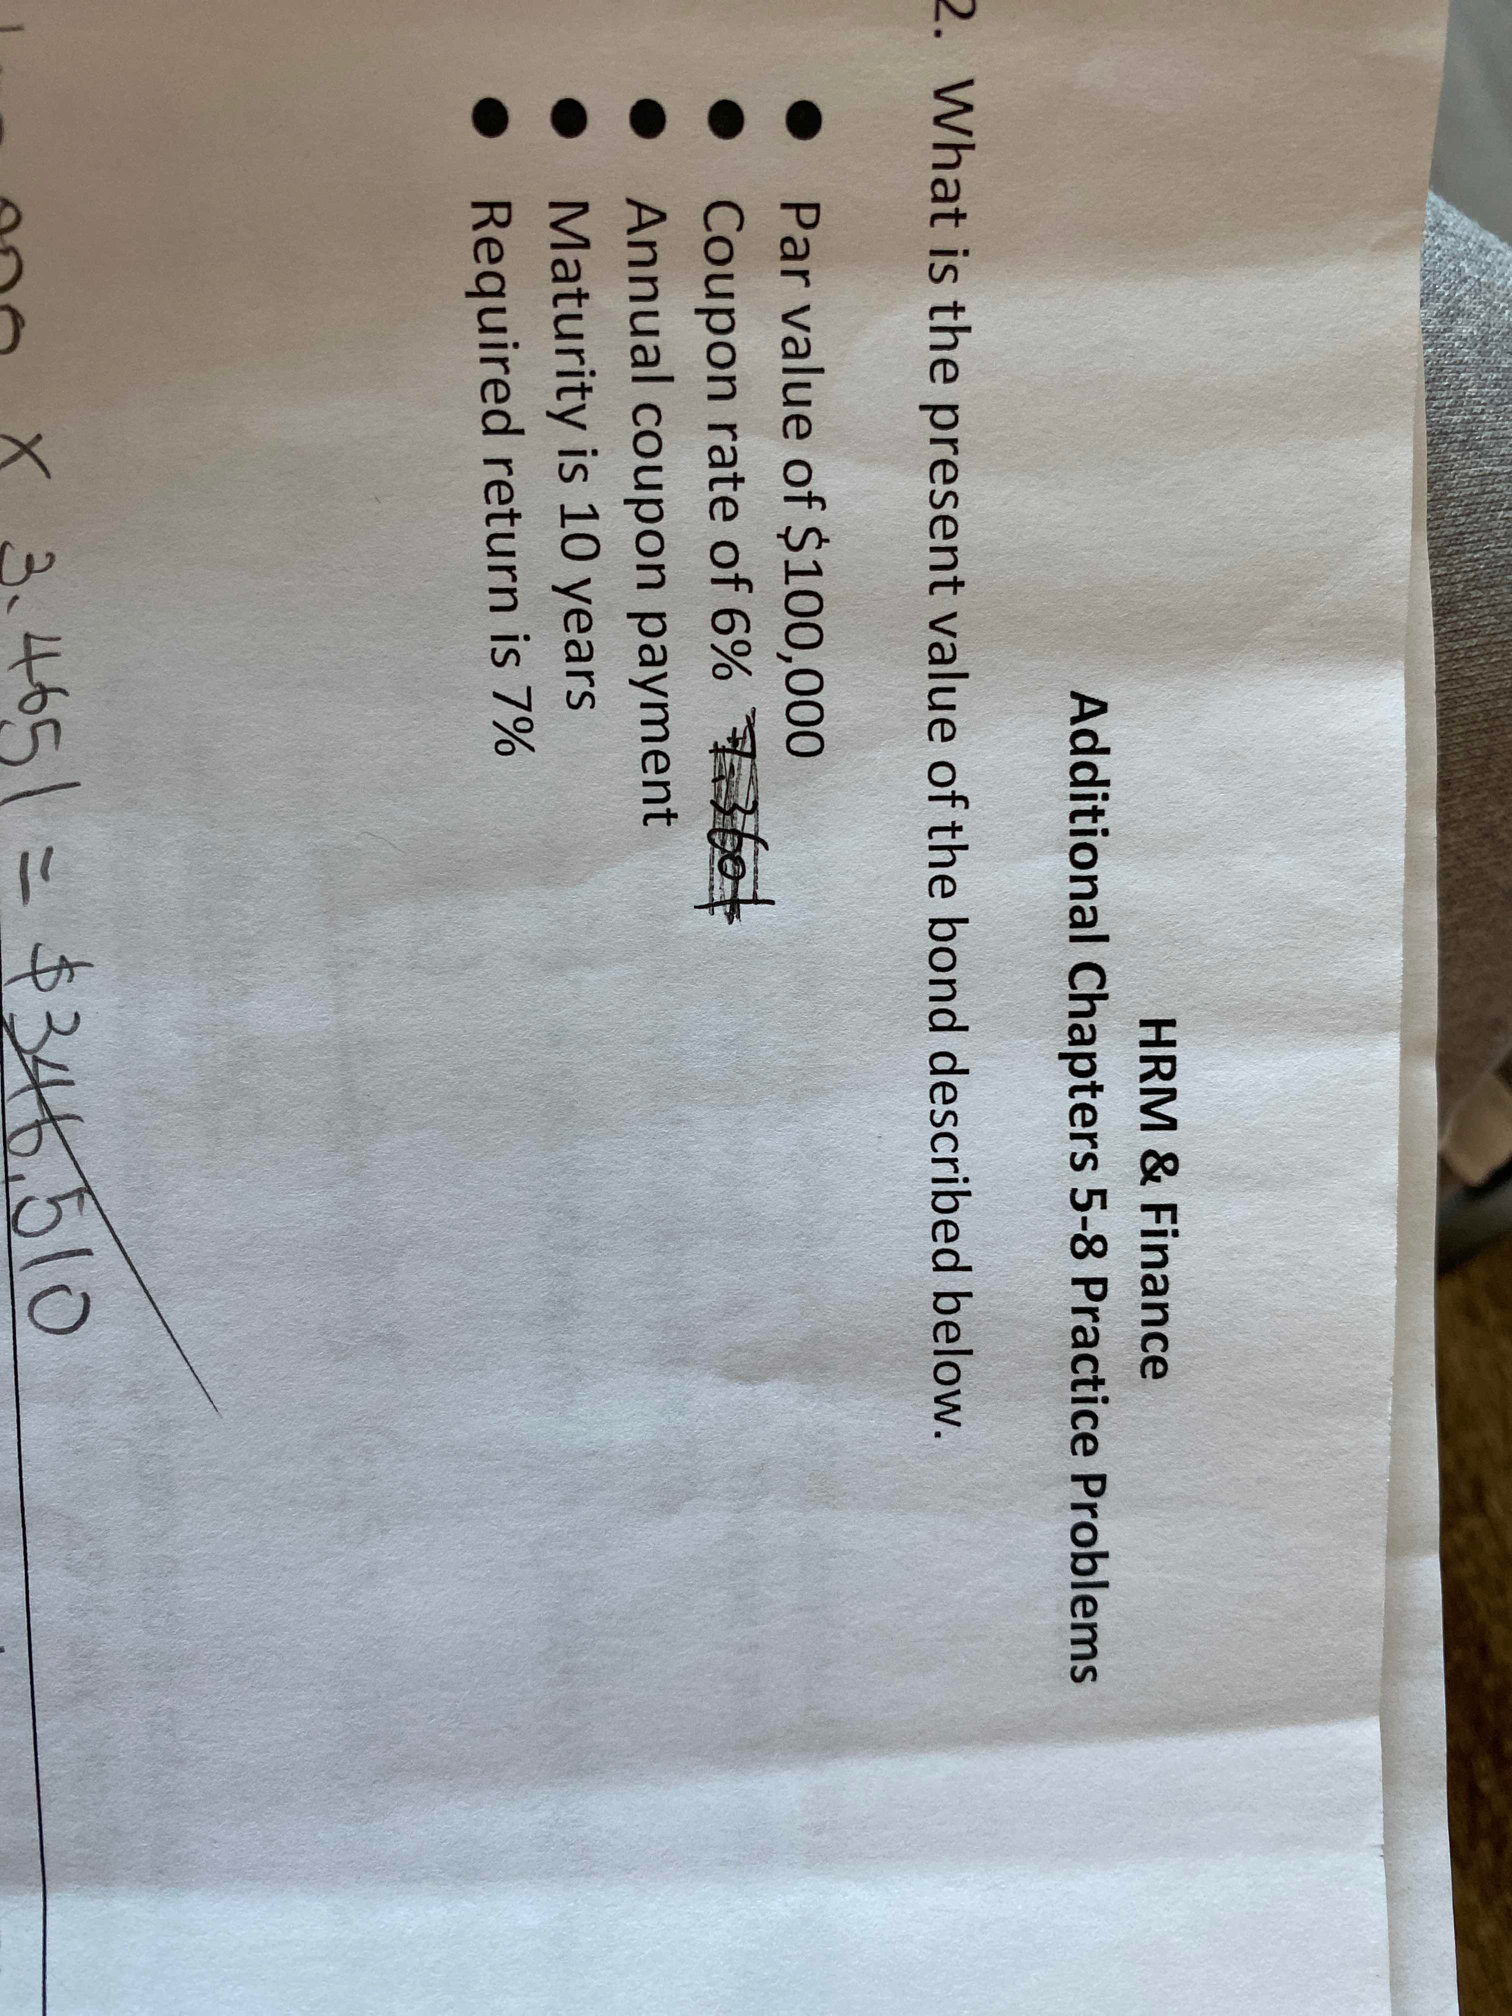 HRM & Finance
Additional Chapters 5-8 Practice Problems
2. What is the present value of the bond described below.
● Par value of $100,000
● Coupon rate of 6%
● Annual coupon payment
● Maturity is 10 years
● Required return is 7%
x 3.4651 = $346,510